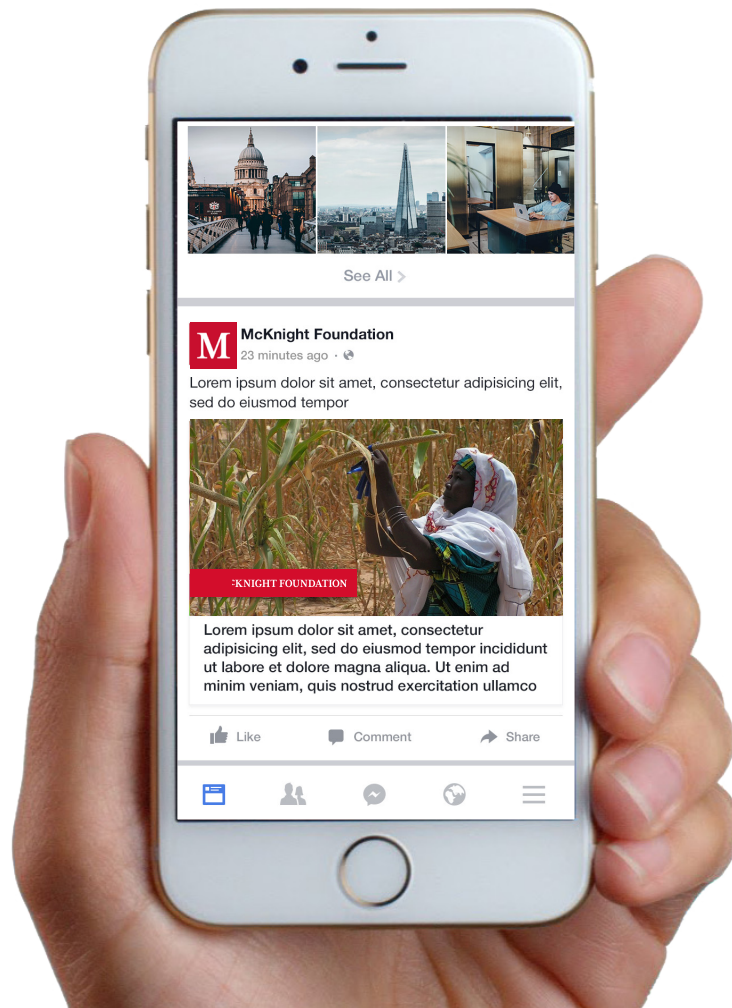 See All
M
McKnight Foundation
23 minutes ago ·
Lorem ipsum dolor sit amet, consectetur adipisicing elit,
sed do eiusmod tempor
KNIGHT FOUNDATION
Lorem ipsum dolor sit amet, consectetur
adipisicing elit, sed do eiusmod tempor incididunt
ut labore et dolore magna aliqua. Ut enim ad
minim veniam, quis nostrud exercitation ullamco
Like
Comment
Share